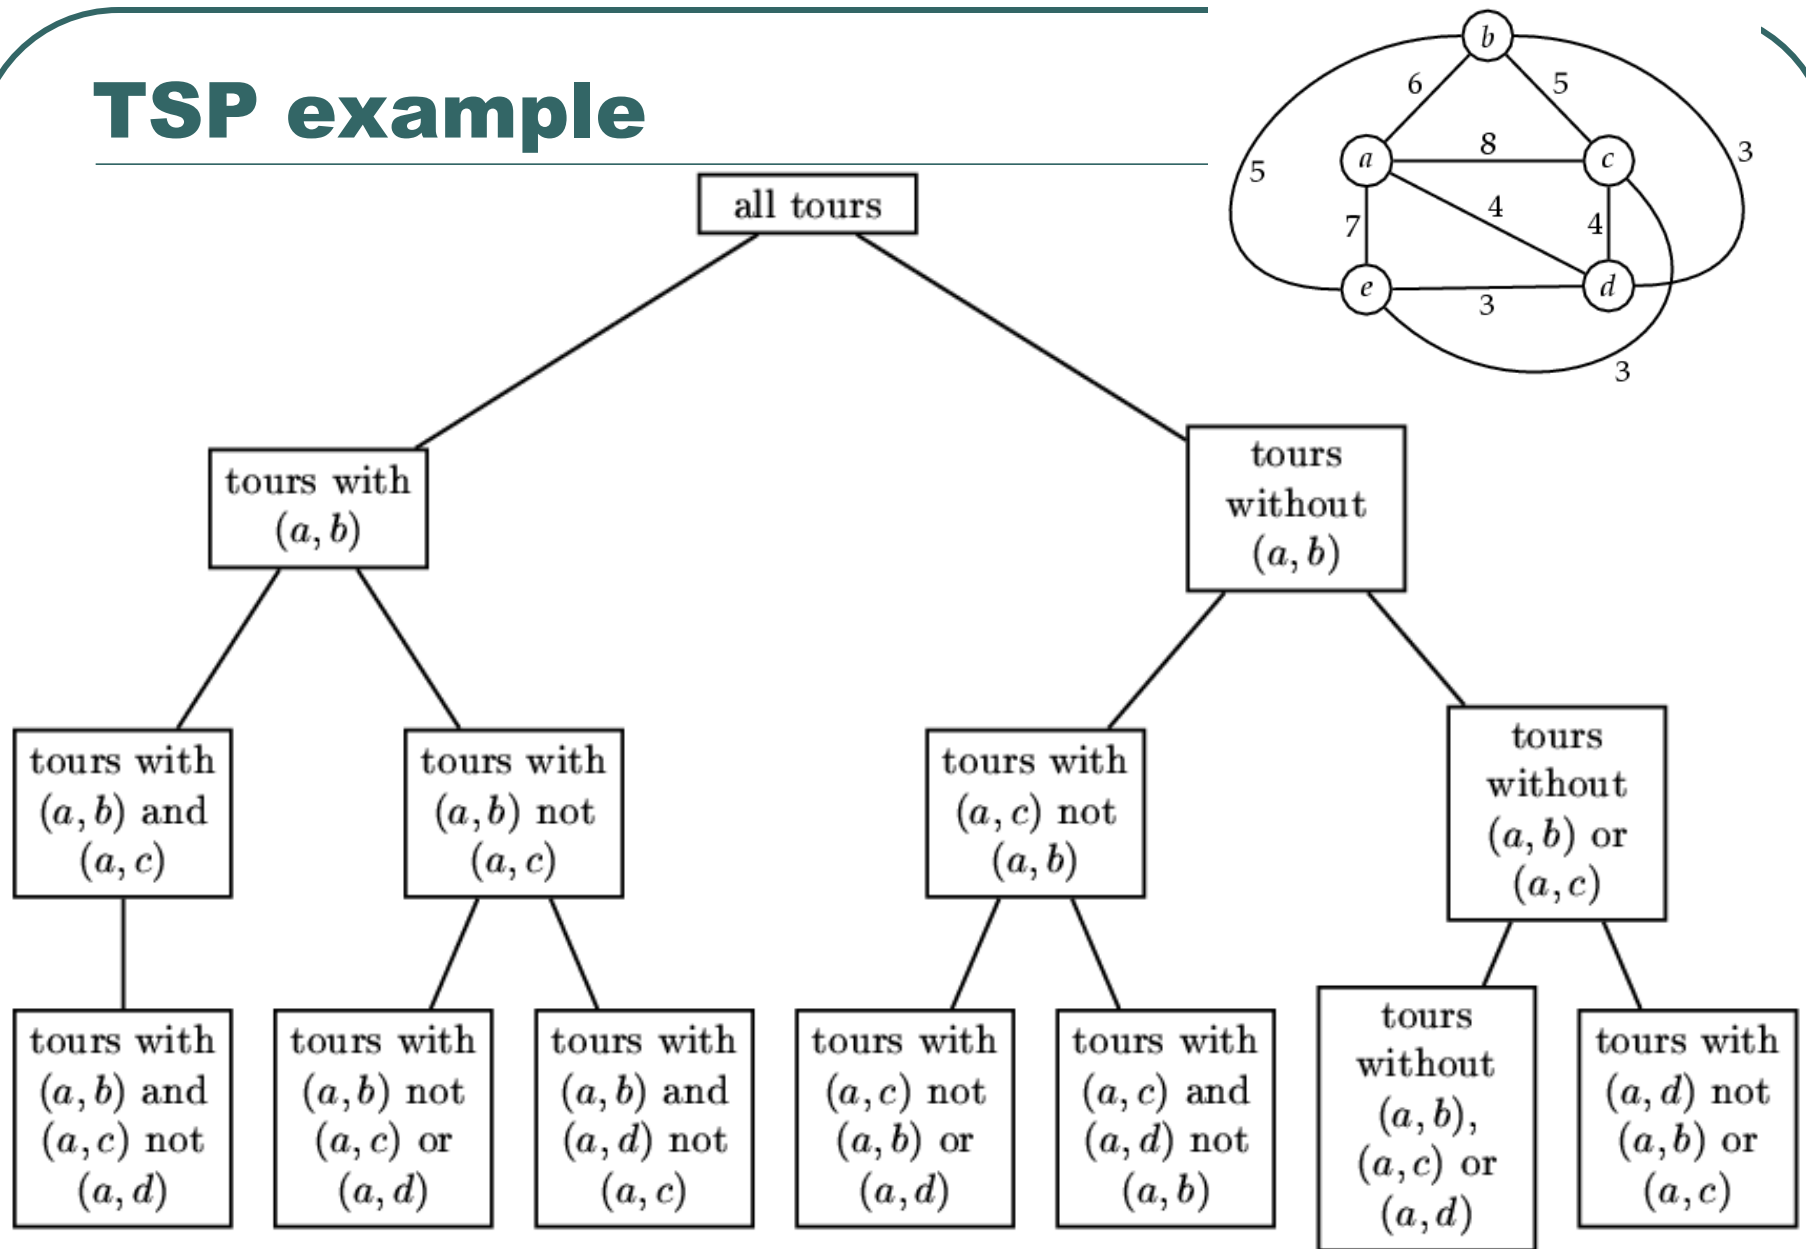 TSP example
b
6
5
a
8
c
5
3
4
7
4
e
3
d
3
all tours
tours with
(a, b)
tours
without
(a, b)
tours with
(a, b) and
(a, c)
tours with
(a, b) not
(a, c)
tours with
(a, c) not
(a, b)
tours
without
(a, b) or
(a, c)
tours with
(a, b) and
(a, c) not
(a, d)
tours with
(a, b) not
(a, c) or
(a, d)
tours with
(a, b) and
(a, d) not
(a, c)
tours with
(a, c) not
(a, b) or
(a, d)
tours with
(a, c) and
(a, d) not
(a, b)
tours
without
(a, b),
(a, c) or
(a, d)
tours with
(a, d) not
(a, b) or
(a, c)